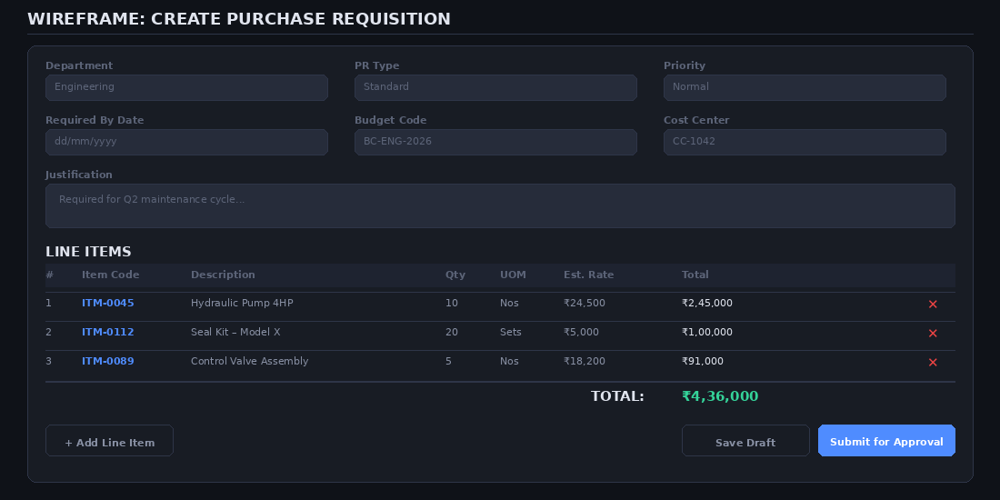 WIREFRAME: CREATE PURCHASE REQUISITION
Department PR Type Priority
Engineering Standard Normal
Required By Date Budget Code Cost Center
dd/mm/yyyy BC-ENG-2026 CC-1042
Justification
Required for Q2 maintenance cycle...
LINE ITEMS
# Item Code Description Qty UOM Est. Rate Total
1 ITM-0045 Hydraulic Pump 4HP 10 Nos ₹24,500 ₹2,45,000 ×
2 ITM-0112 Seal Kit – Model X 20 Sets ₹5,000 ₹1,00,000 ×
3 ITM-0089 Control Valve Assembly 5 Nos ₹18,200 ₹91,000 ×
TOTAL: ₹4,36,000
+ Add Line Item Save Draft Submit for Approval